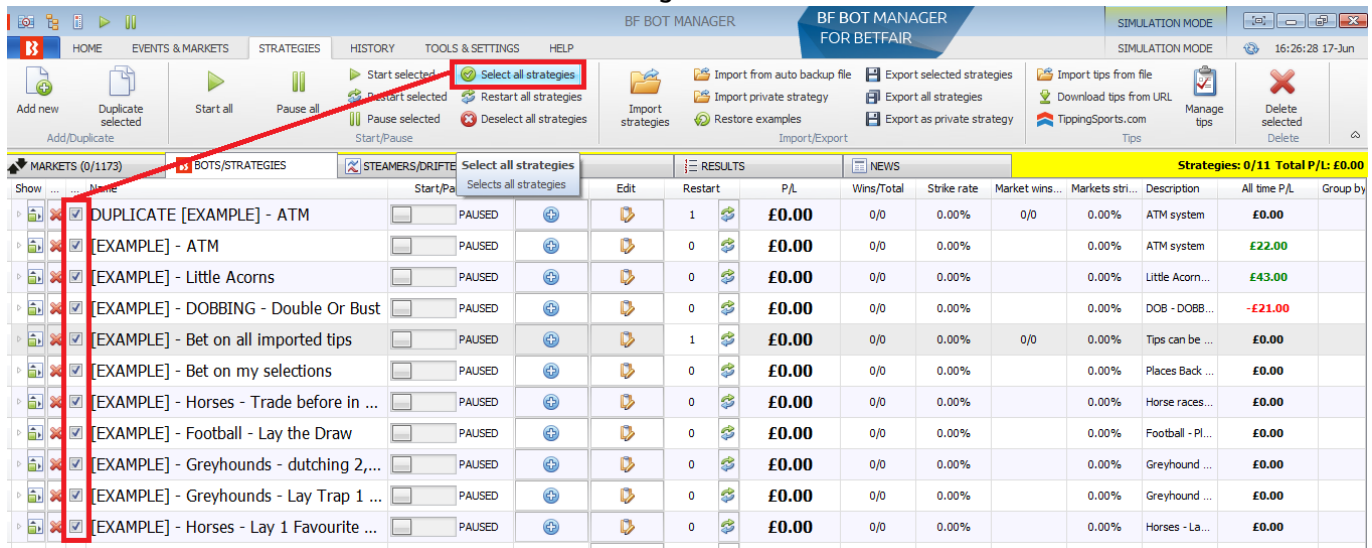 BF BOT MANAGER
BF BOT MANAGER
FOR BETFAIR
SIMULATION MODE
HOME EVENTS & MARKETS STRATEGIES HISTORY TOOLS & SETTINGS HELP SIMULATION MODE 16:26:28 17-Jun
Start selected Select all strategies Import from auto backup file Export selected strategies Import tips from file
Add new Duplicate selected Start all Pause all Restart selected Restart all strategies Import strategies Import private strategy Export all strategies Download tips from URL Manage tips Delete selected
Pause selected Deselect all strategies Restore examples Export as private strategy TippingSports.com
Add/Duplicate Start/Pause Import/Export Tips Delete
MARKETS (0/1173) BOTS/STRATEGIES STEAMERS/DRIFTE Select all strategies RESULTS NEWS Strategies: 0/11 Total P/L: £0.00
Selects all strategies
Show ... ... Name Start/Pa Edit Restart P/L Wins/Total Strike rate Market wins... Markets stri... Description All time P/L Group by
DUPLICATE [EXAMPLE] - ATM PAUSED 1 £0.00 0/0 0.00% 0/0 0.00% ATM system £0.00
[EXAMPLE] - ATM PAUSED 0 £0.00 0/0 0.00% 0.00% ATM system £22.00
[EXAMPLE] - Little Acorns PAUSED 0 £0.00 0/0 0.00% 0.00% Little Acorn... £43.00
[EXAMPLE] - DOBBING - Double Or Bust PAUSED 0 £0.00 0/0 0.00% 0.00% DOB - DOBB... -£21.00
[EXAMPLE] - Bet on all imported tips PAUSED 1 £0.00 0/0 0.00% 0/0 0.00% Tips can be ... £0.00
[EXAMPLE] - Bet on my selections PAUSED 0 £0.00 0/0 0.00% 0.00% Places Back ... £0.00
[EXAMPLE] - Horses - Trade before in ... PAUSED 0 £0.00 0/0 0.00% 0.00% Horse races... £0.00
[EXAMPLE] - Football - Lay the Draw PAUSED 0 £0.00 0/0 0.00% 0.00% Football - Pl... £0.00
[EXAMPLE] - Greyhounds - dutching 2,... PAUSED 0 £0.00 0/0 0.00% 0.00% Greyhound ... £0.00
[EXAMPLE] - Greyhounds - Lay Trap 1 ... PAUSED 0 £0.00 0/0 0.00% 0.00% Greyhound ... £0.00
[EXAMPLE] - Horses - Lay 1 Favourite ... PAUSED 0 £0.00 0/0 0.00% 0.00% Horses - La... £0.00